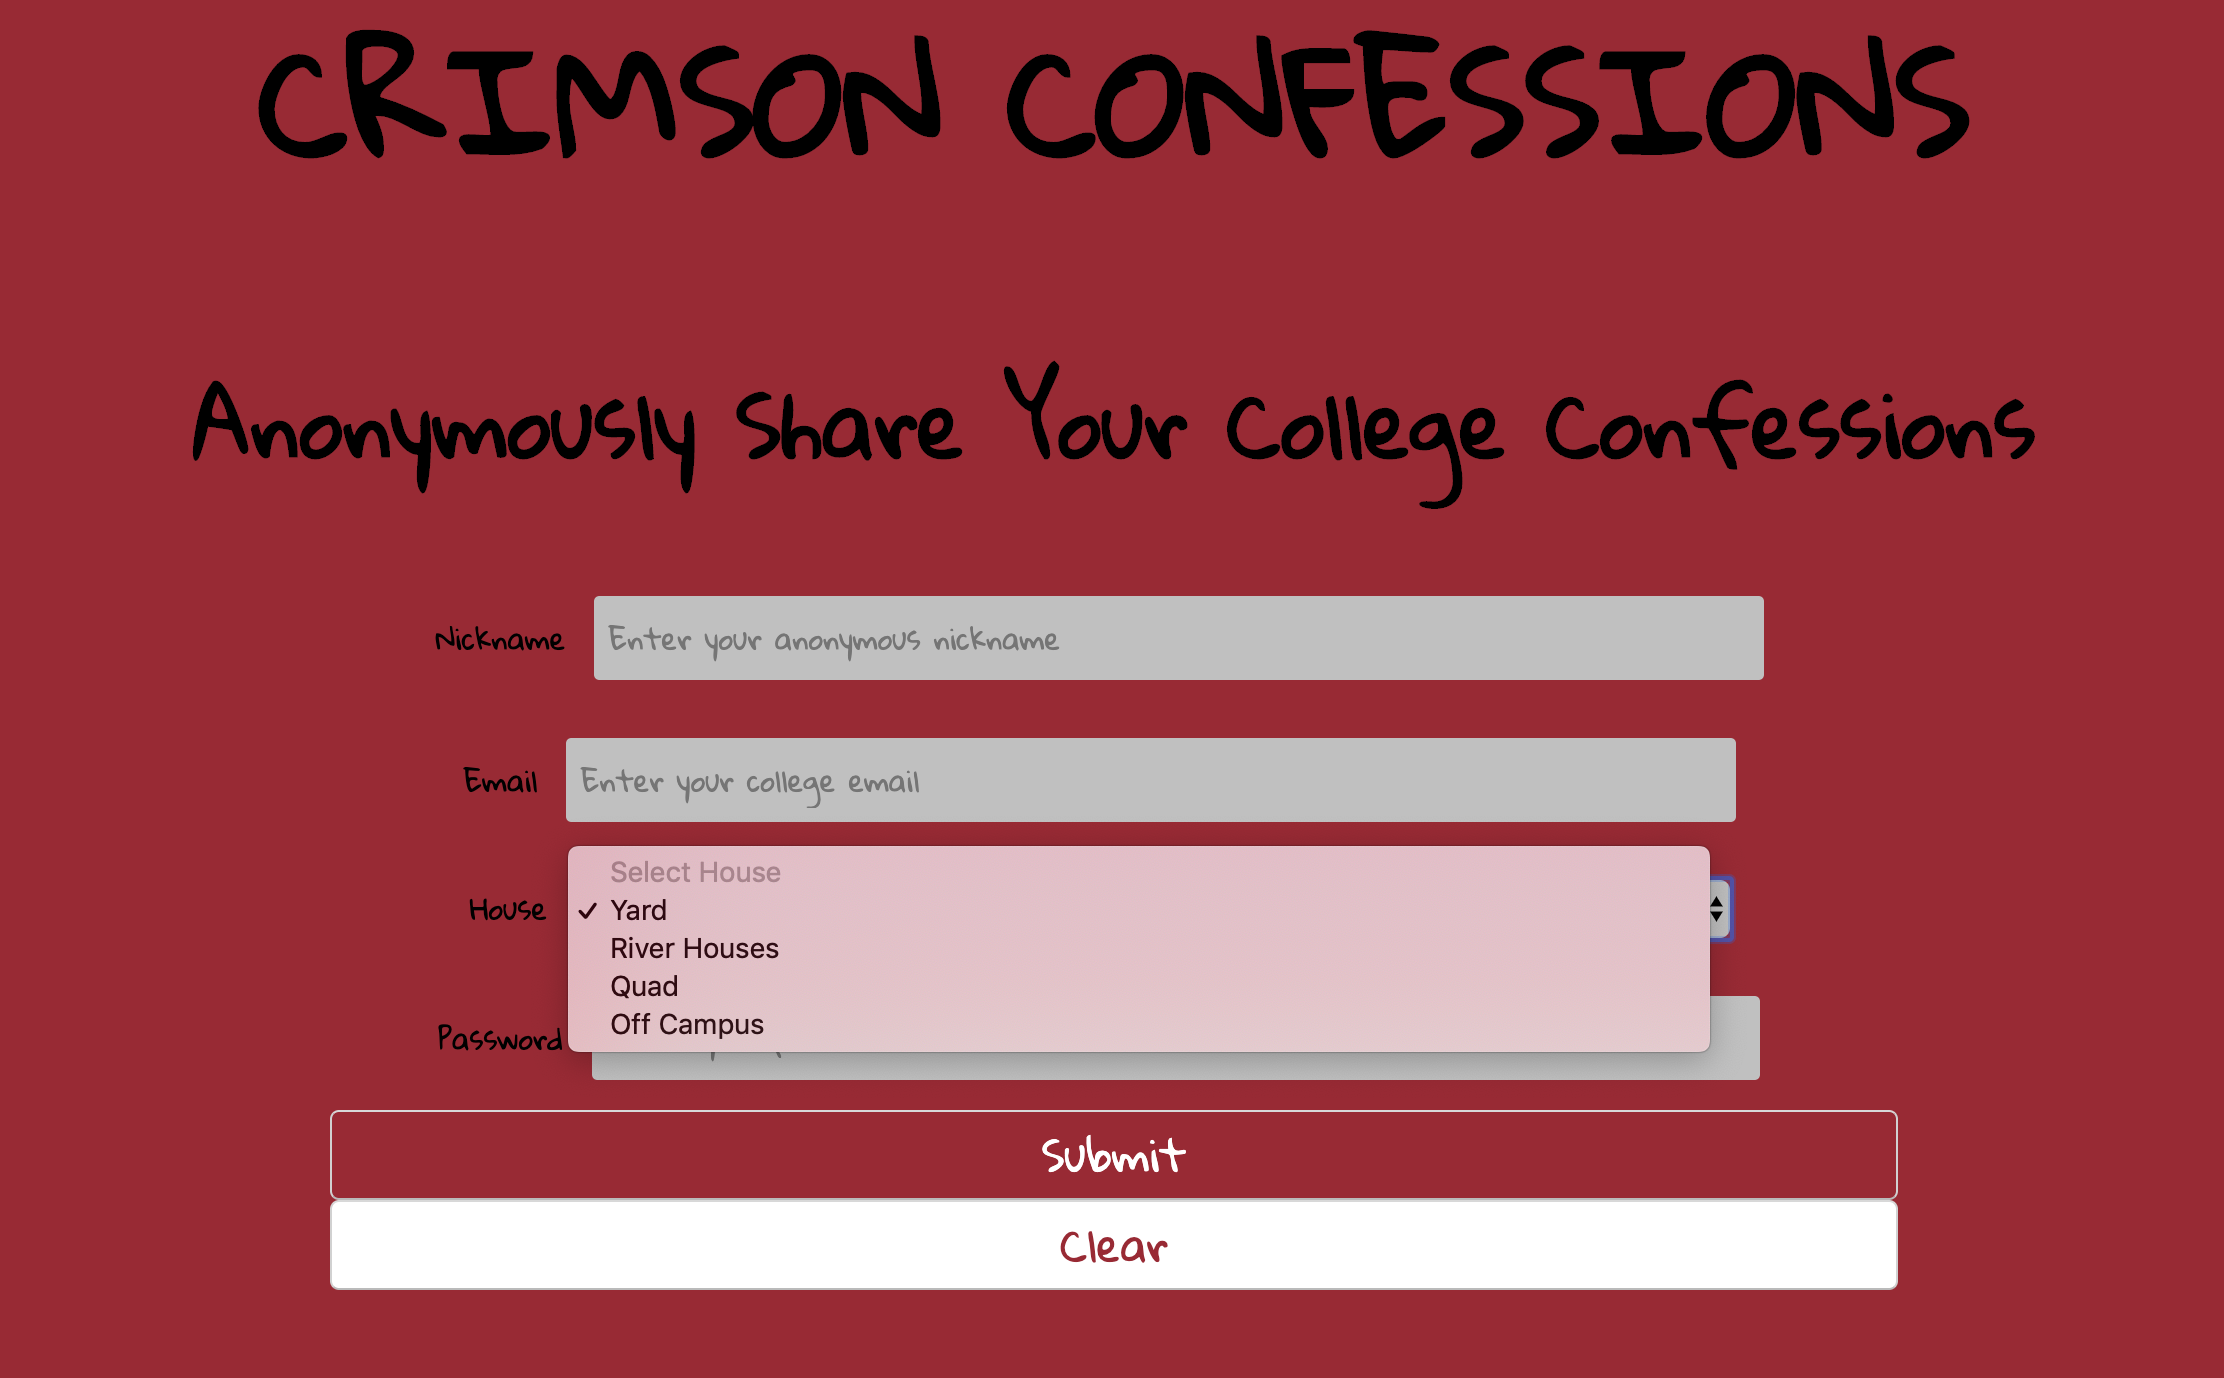 CRIMSON CONFESSIONS
Anonymously Share Your College Confessions
Nickname Enter your anonymous nickname
Email Enter your college email
Select House
House ✓ Yard
River Houses
Quad
Off Campus
Password
Submit
Clear